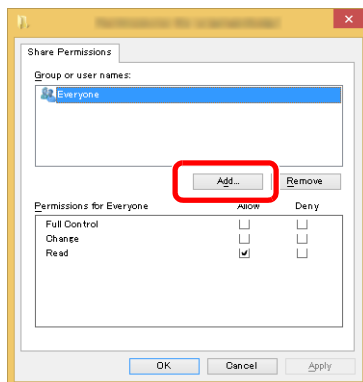 Share Permissions
Group or user names:
Everyone
Add...
Remove
Permissions for Everyone Allow Deny
Full Control
Change
Read
OK Cancel Apply